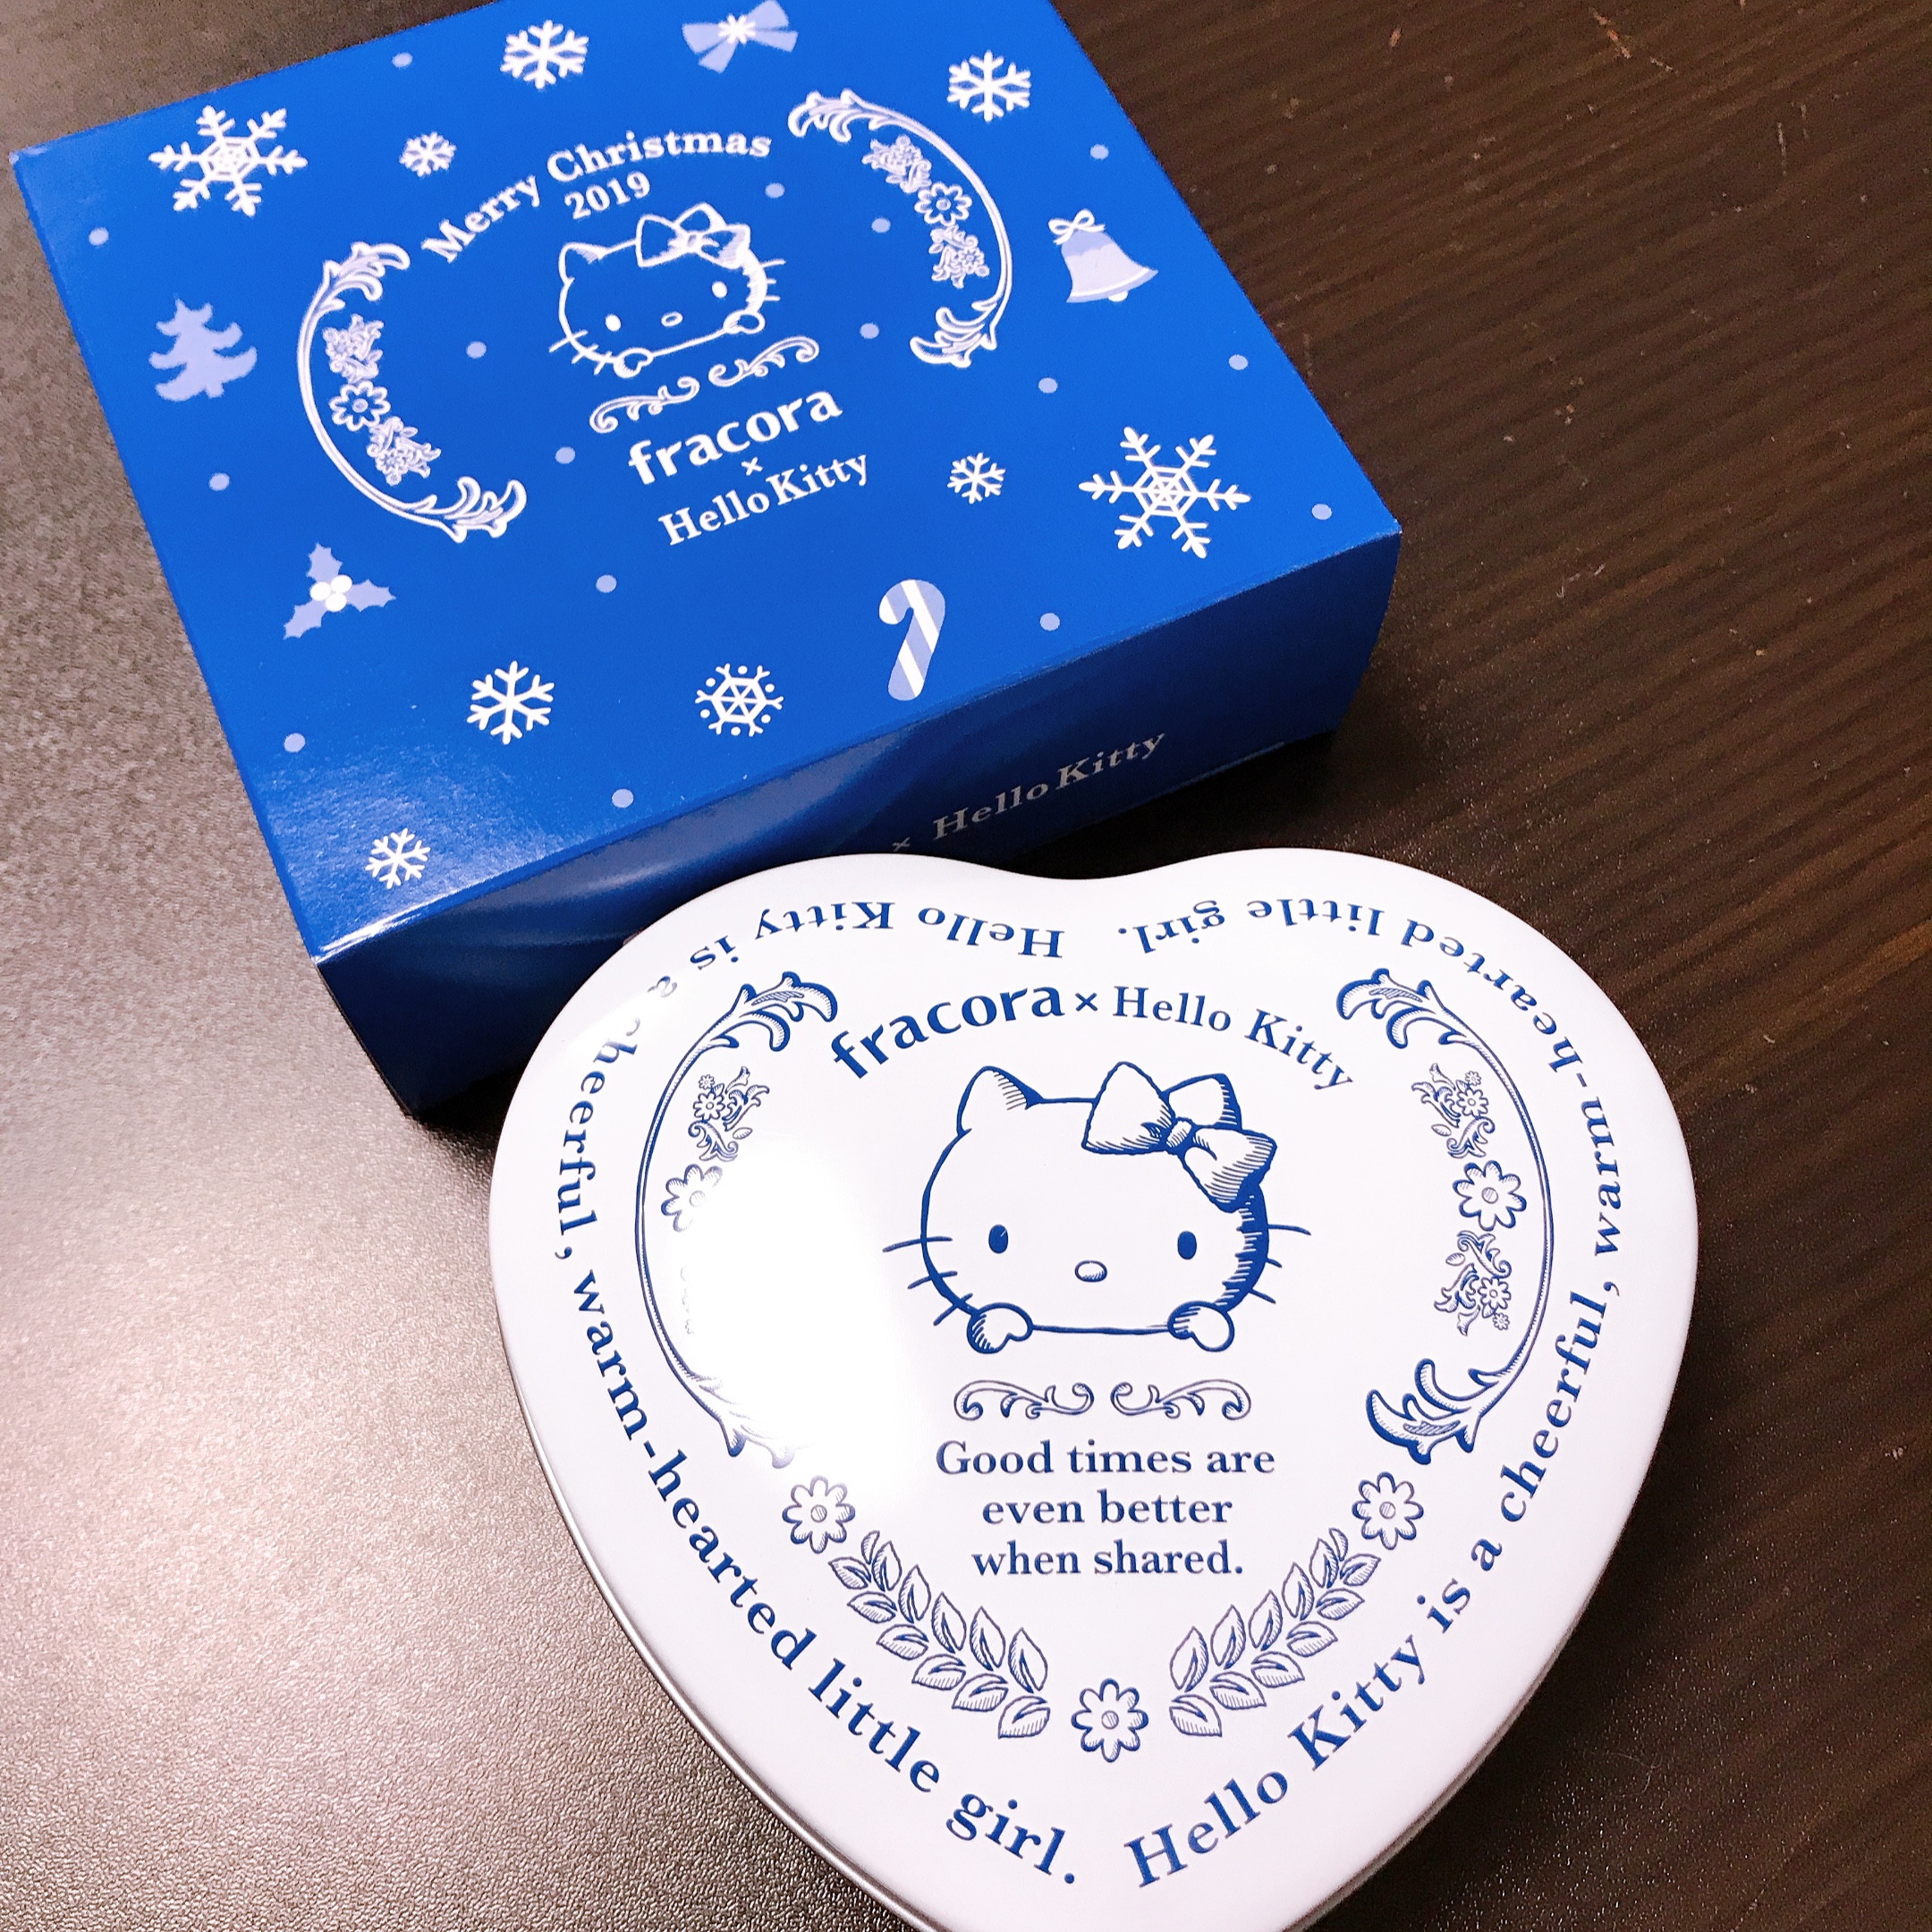 Merry Christmas
2019
fracora
×
Hello Kitty
× Hello Kitty
Hello Kitty is a cheerful, warm-hearted little girl.
Hello Kitty is a cheerful, warm-hearted little girl.
fracora × Hello Kitty
Good times are
even better
when shared.